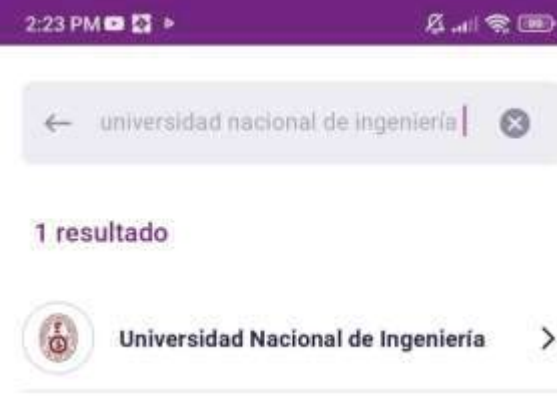 2:23 PM
universidad nacional de ingeniería
1 resultado
Universidad Nacional de Ingeniería